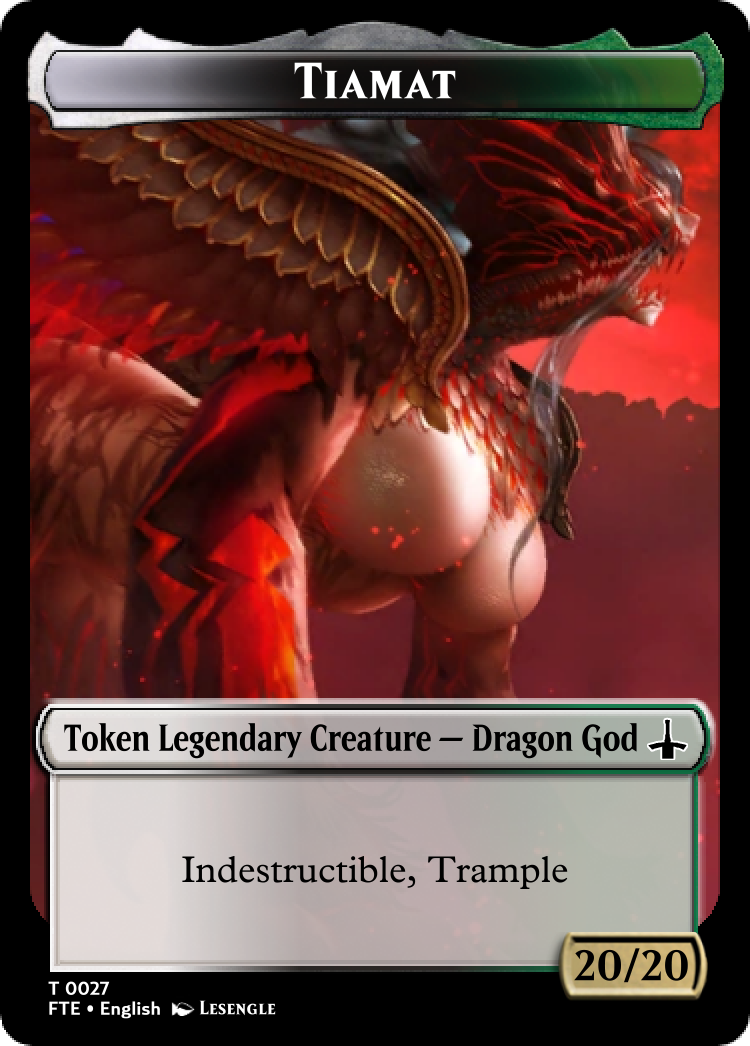 Tiamat
Token Legendary Creature — Dragon God
Indestructible, Trample
20/20
T 0027
FTE • English Lesengle